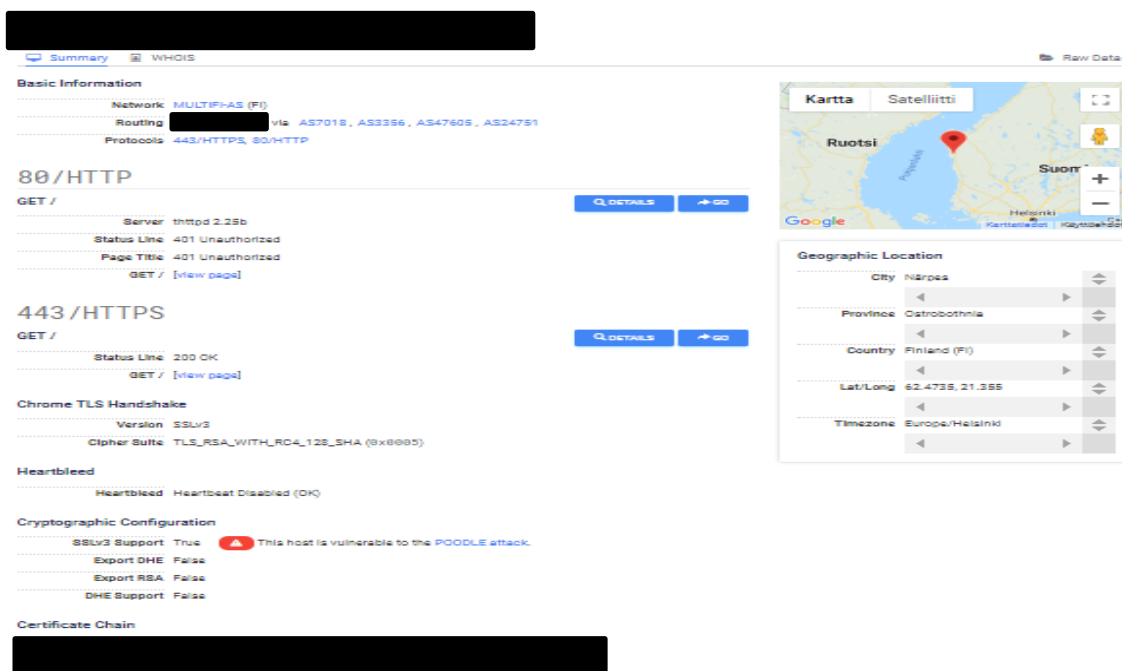 Summary WHOIS Raw Data
Basic Information
Network MULTIFI-AS (FI)
Routing via AS7018, AS3356, AS47605, AS24751
Protocols 443/HTTPS, 80/HTTP
80/HTTP
GET /
DETAILS GO
Server thttpd 2.25b
Status Line 401 Unauthorized
Page Title 401 Unauthorized
GET / [view page]
443/HTTPS
GET /
DETAILS GO
Status Line 200 OK
GET / [view page]
Chrome TLS Handshake
Version SSLv3
Cipher Suite TLS_RSA_WITH_RC4_128_SHA (0x0005)
Heartbleed
Heartbleed Heartbeat Disabled (OK)
Cryptographic Configuration
SSLv3 Support True This host is vulnerable to the POODLE attack.
Export DHE False
Export RSA False
DHE Support False
Certificate Chain
Kartta Satelliitti
Ruotsi
Pohjanlahti
Helsinki
Google
Karttatiedot
Geographic Location
City Närpes
Province Ostrobothnia
Country Finland (FI)
Lat/Long 62.4735, 21.355
Timezone Europe/Helsinki